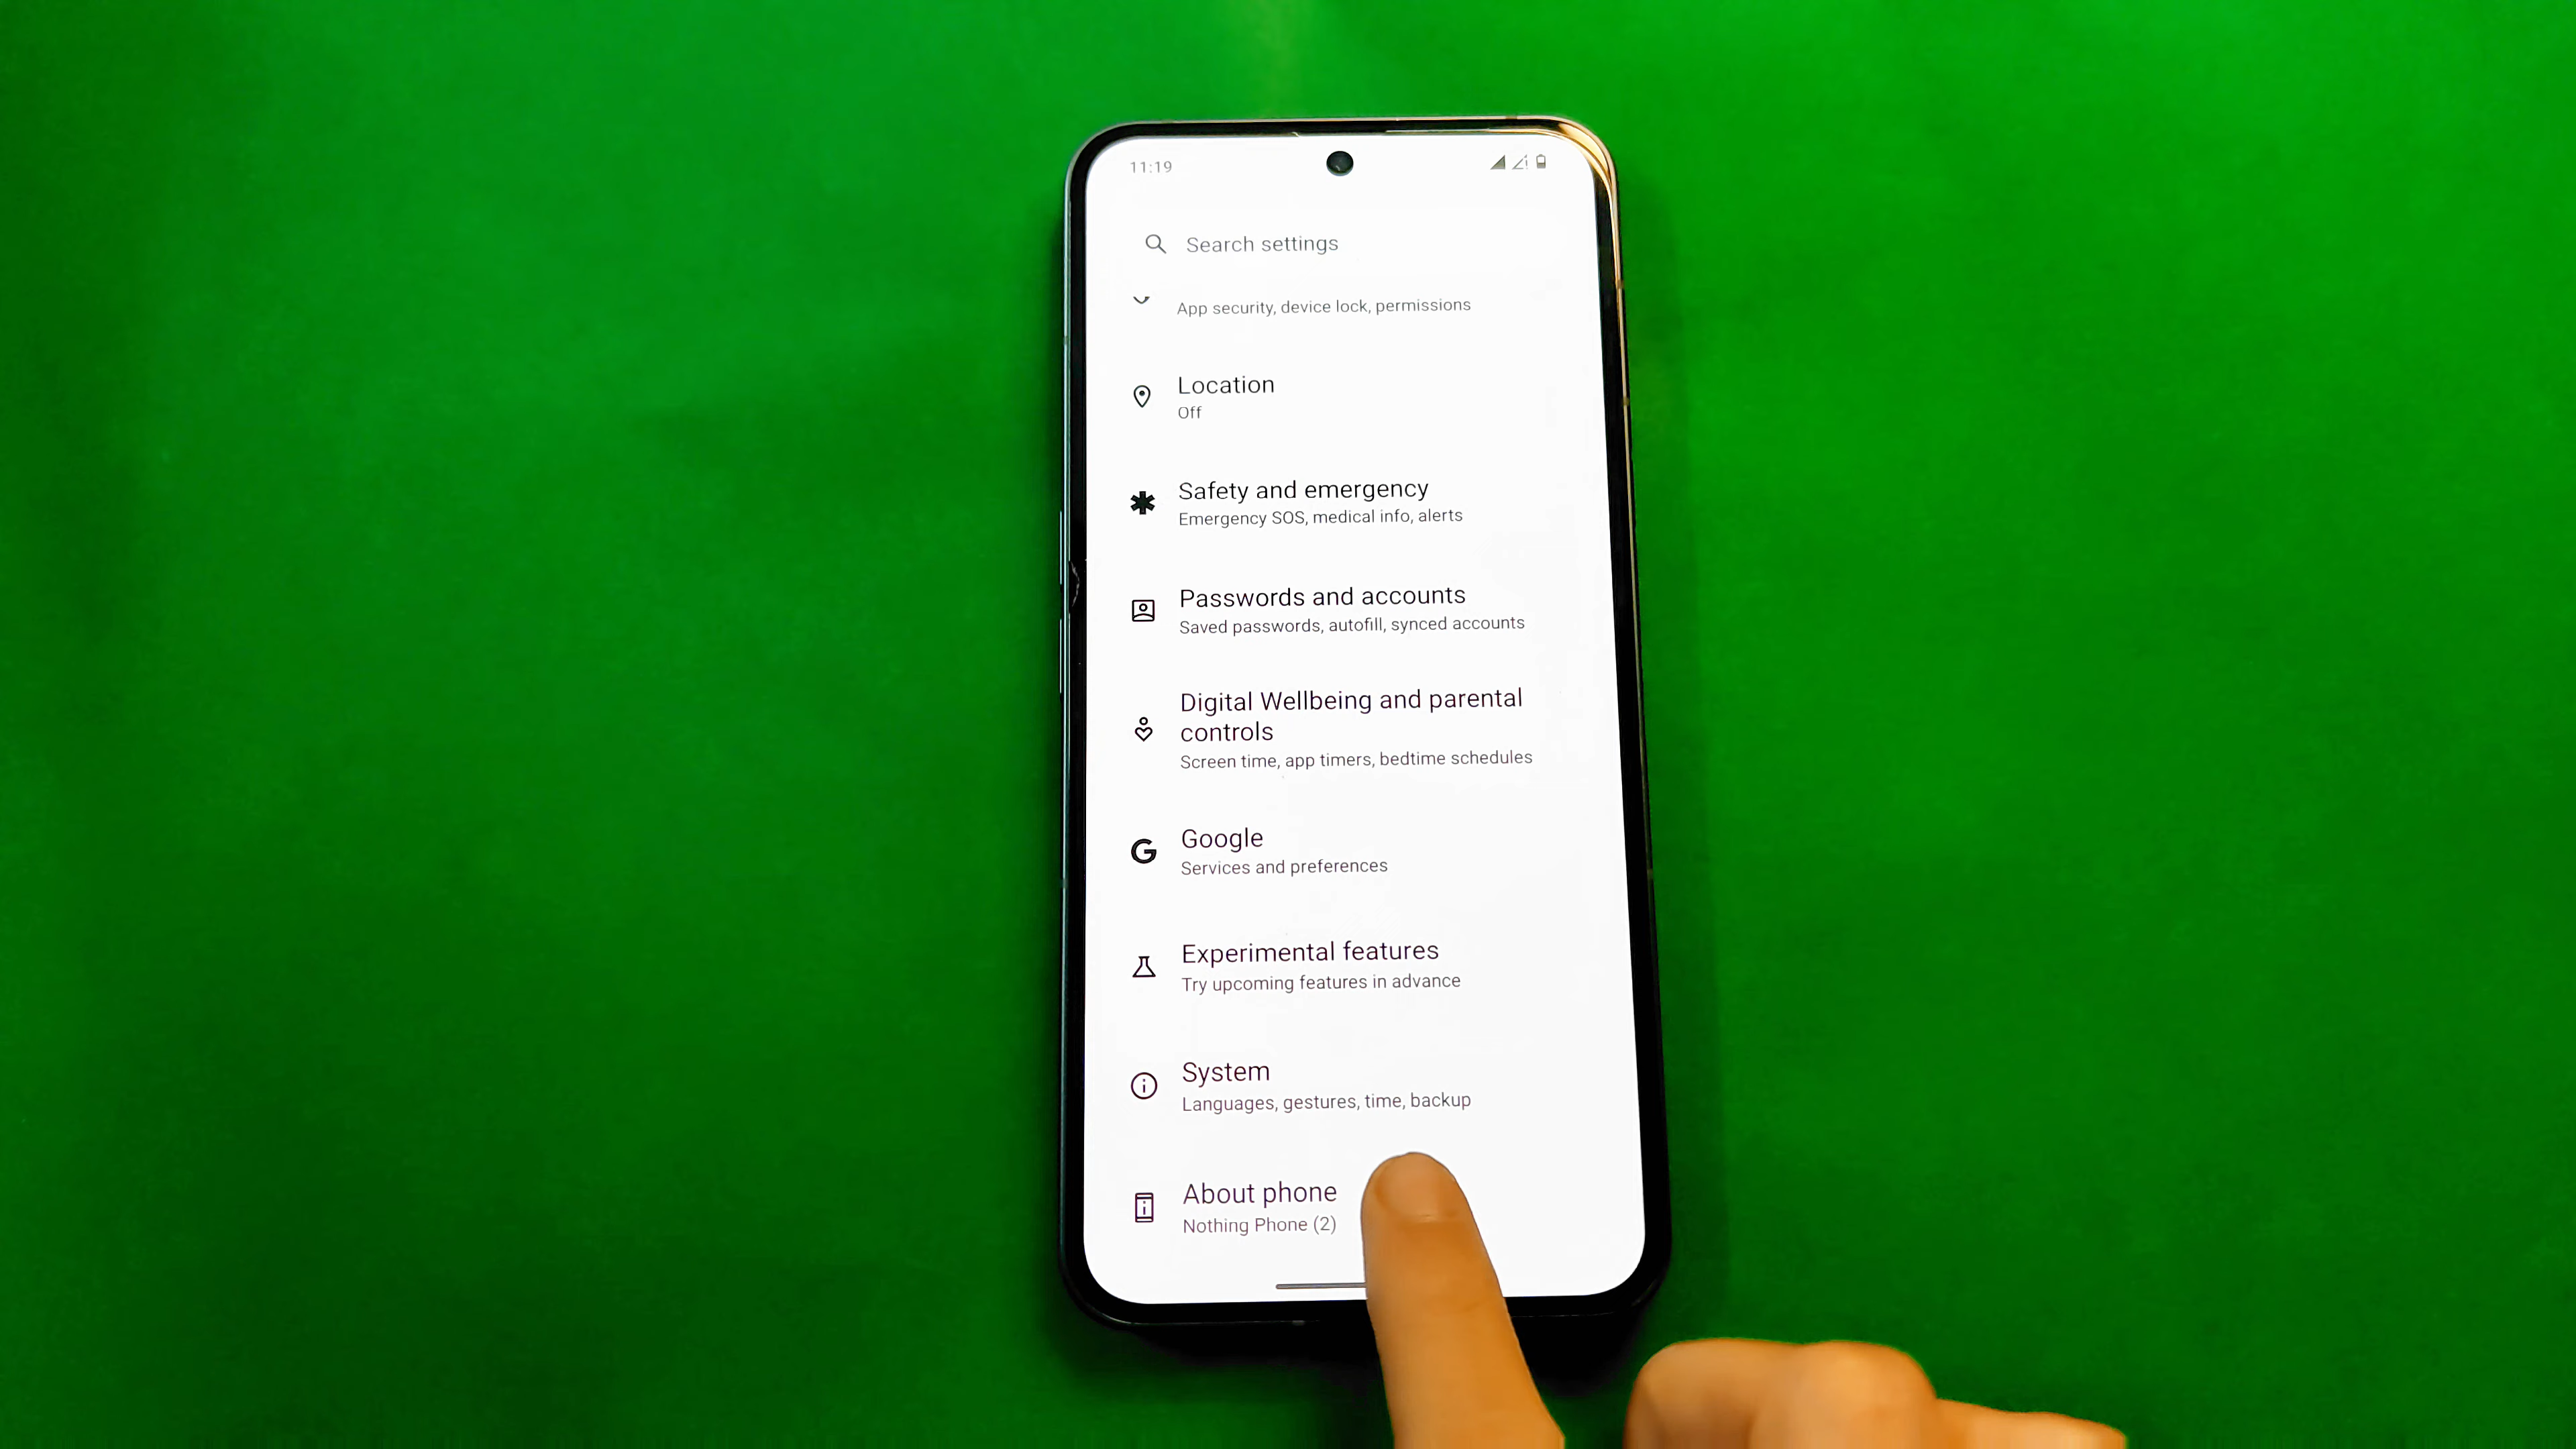 11:19
Search settings
App security, device lock, permissions
Location
Off
Safety and emergency
Emergency SOS, medical info, alerts
Passwords and accounts
Saved passwords, autofill, synced accounts
Digital Wellbeing and parental
controls
Screen time, app timers, bedtime schedules
Google
Services and preferences
Experimental features
Try upcoming features in advance
System
Languages, gestures, time, backup
About phone
Nothing Phone (2)